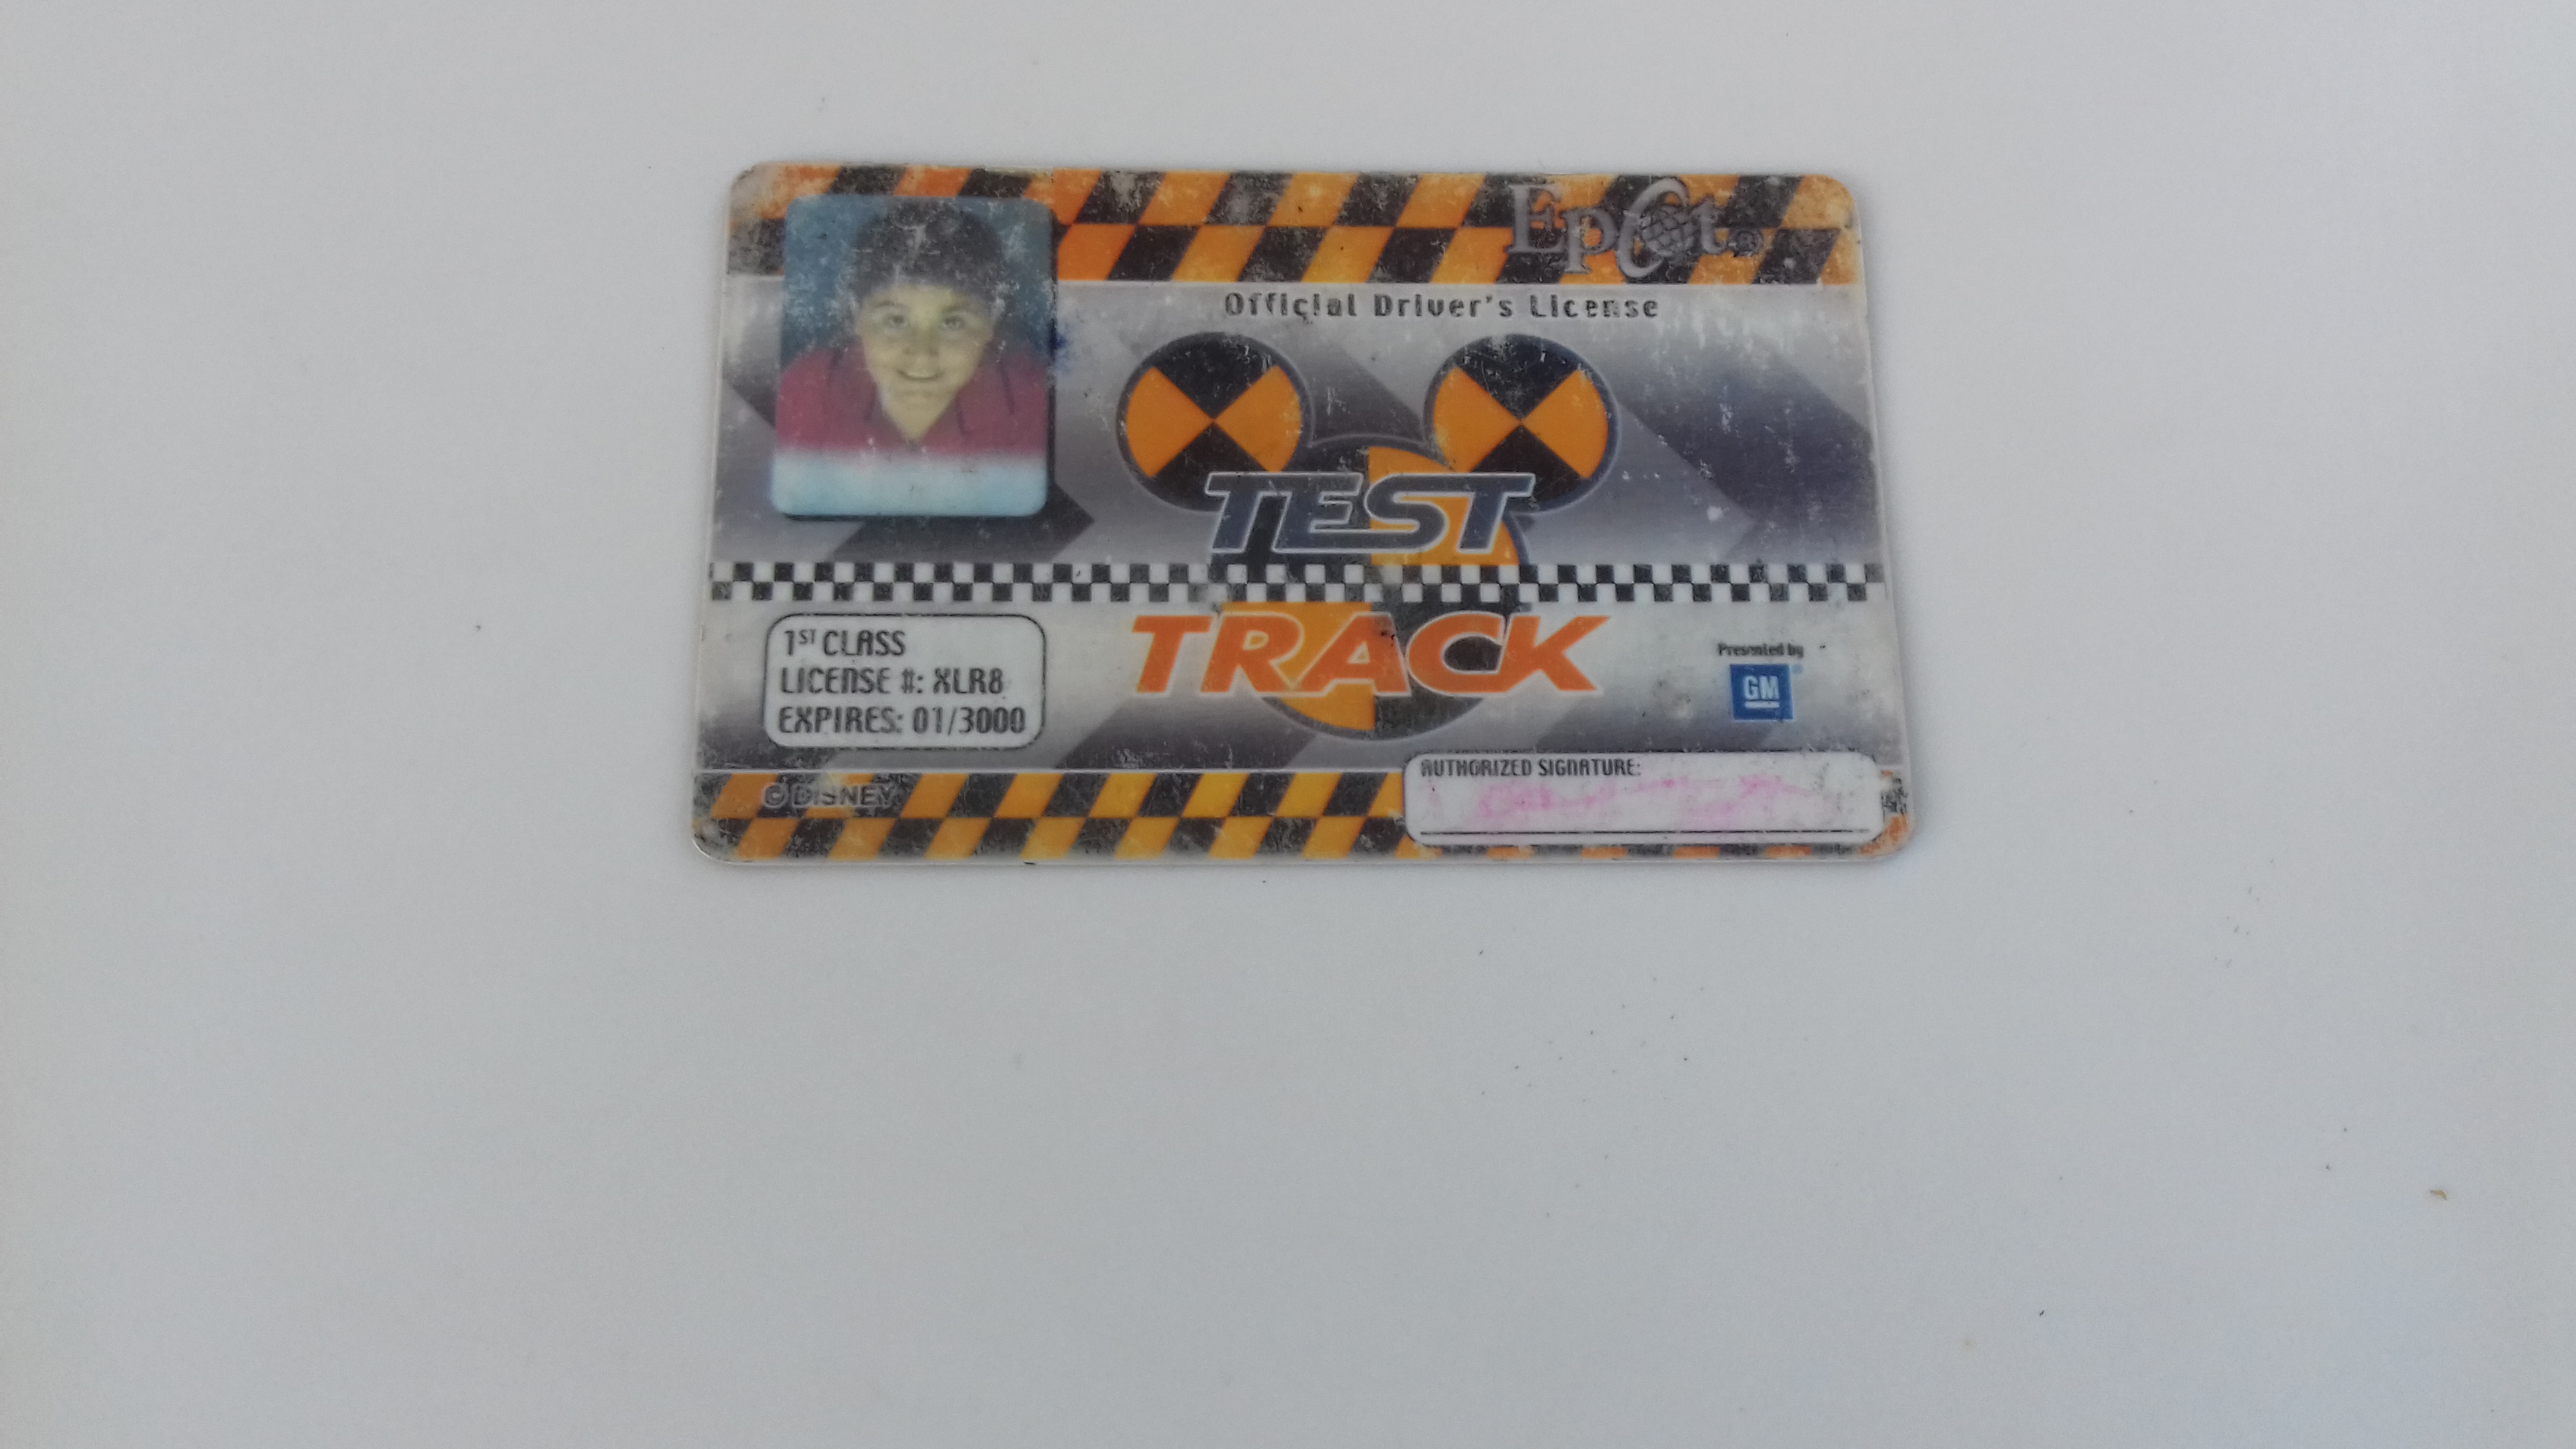 Epcot®
Official Driver's License
TEST
TRACK
Presented by
GM
1ST CLASS
LICENSE #: XLR8
EXPIRES: 01/3000
AUTHORIZED SIGNATURE:
© DISNEY